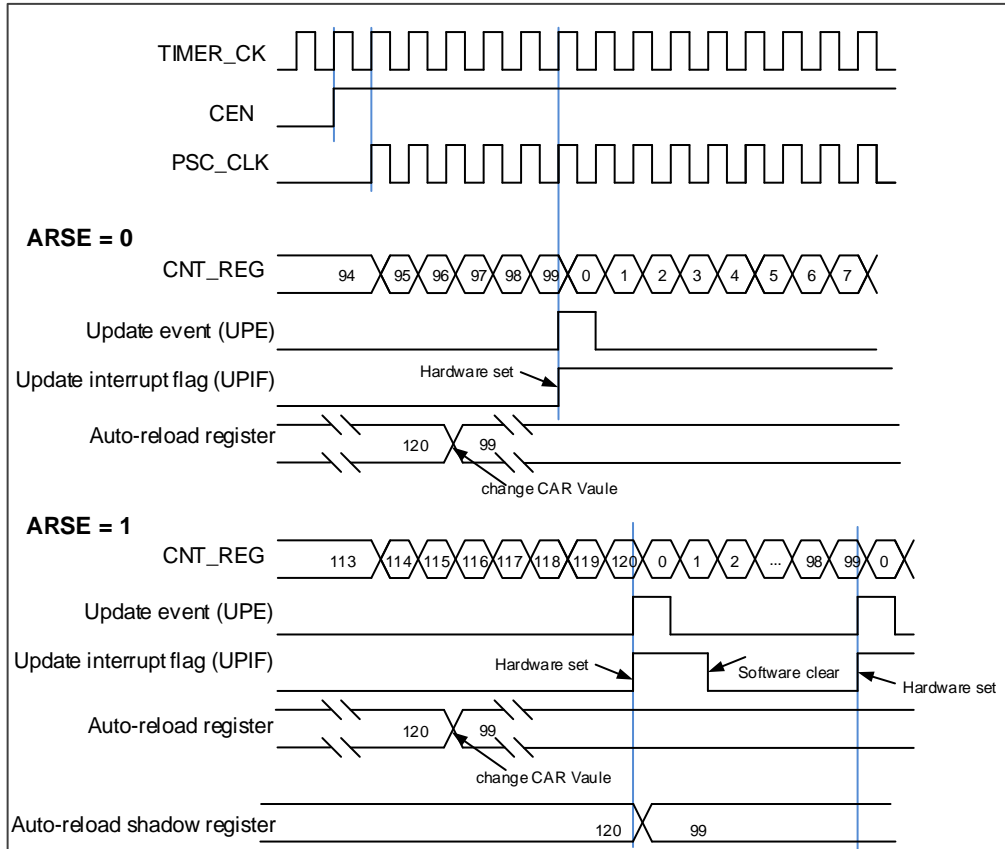 TIMER_CK
CEN
PSC_CLK
ARSE = 0
CNT_REG 94 95 96 97 98 99 0 1 2 3 4 5 6 7
Update event (UPE)
Hardware set
Update interrupt flag (UPIF)
Auto-reload register 120 99
change CAR Vaule
ARSE = 1
CNT_REG 113 114 115 116 117 118 119 120 0 1 2 ... 98 99 0
Update event (UPE)
Update interrupt flag (UPIF) Hardware set Software clear Hardware set
Auto-reload register 120 99
change CAR Vaule
Auto-reload shadow register 120 99